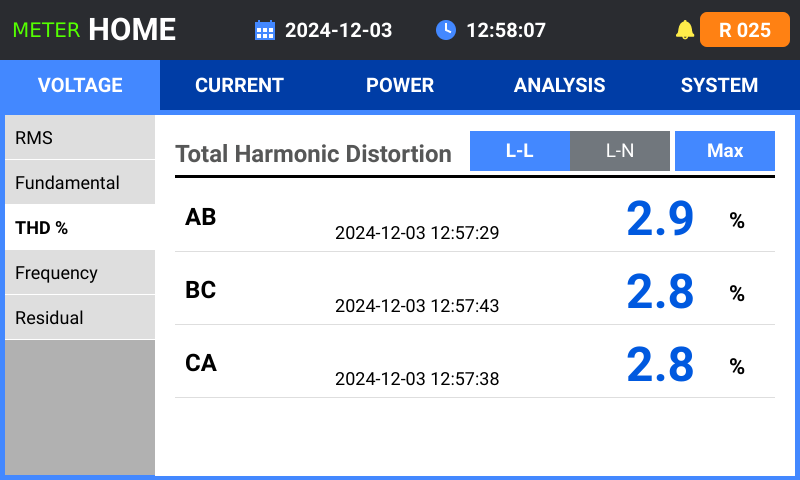 METER HOME 2024-12-03 12:58:07 R 025
VOLTAGE CURRENT POWER ANALYSIS SYSTEM
RMS
Fundamental
THD %
Frequency
Residual
Total Harmonic Distortion L-L L-N Max
AB 2024-12-03 12:57:29 2.9 %
BC 2024-12-03 12:57:43 2.8 %
CA 2024-12-03 12:57:38 2.8 %